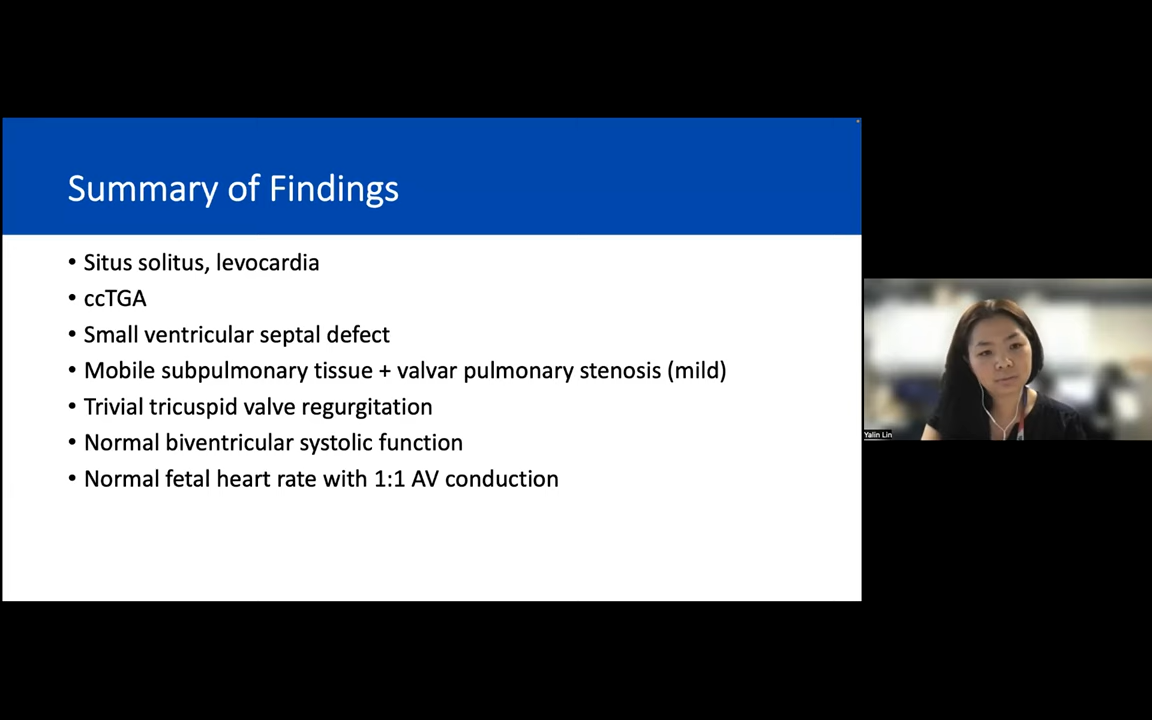 Summary of Findings
• Situs solitus, levocardia
• ccTGA
• Small ventricular septal defect
• Mobile subpulmonary tissue + valvar pulmonary stenosis (mild)
• Trivial tricuspid valve regurgitation
• Normal biventricular systolic function
• Normal fetal heart rate with 1:1 AV conduction
Yalin Lin